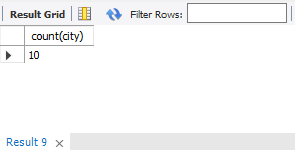 Result Grid Filter Rows:
count(city)
10
Result 9 ×